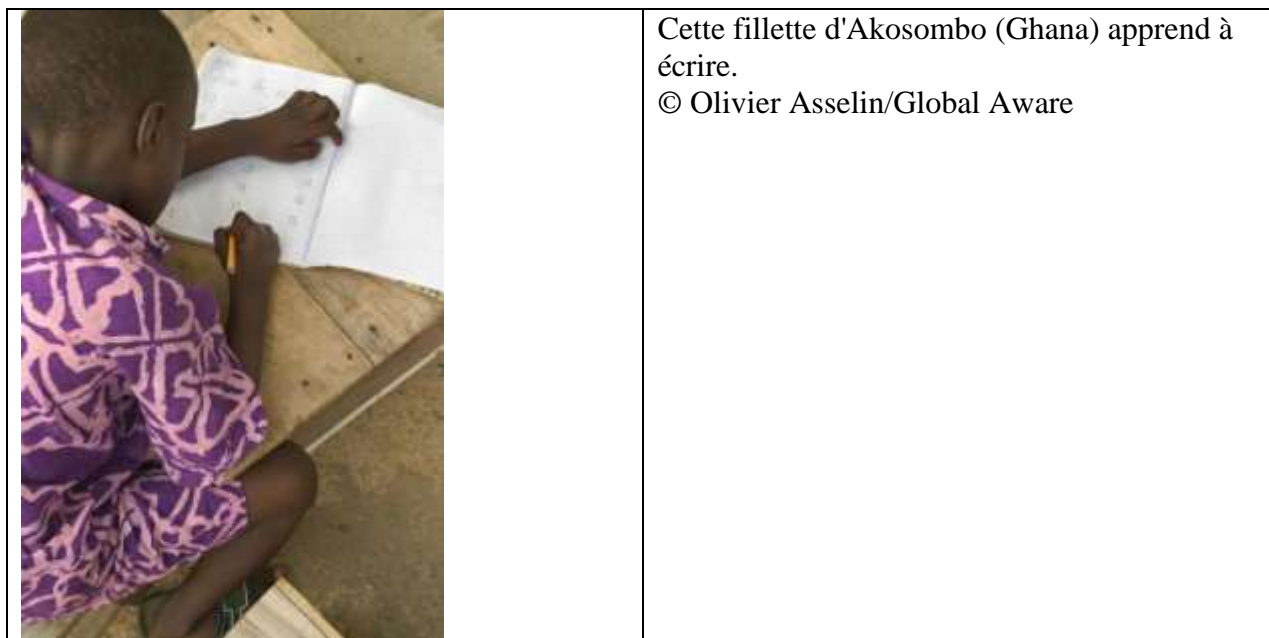 Cette fillette d'Akosombo (Ghana) apprend à
écrire.
© Olivier Asselin/Global Aware